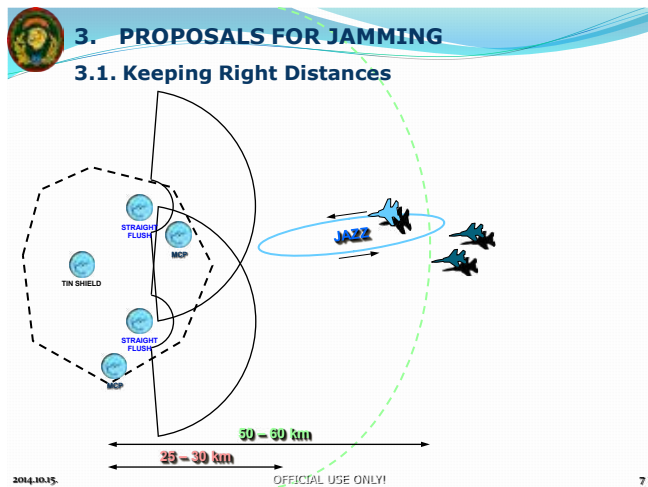 3. PROPOSALS FOR JAMMING
3.1. Keeping Right Distances
STRAIGHT
FLUSH
MCP
JAZZ
TIN SHIELD
STRAIGHT
FLUSH
MCP
50 – 60 km
25 – 30 km
2014.10.15.
OFFICIAL USE ONLY!
7